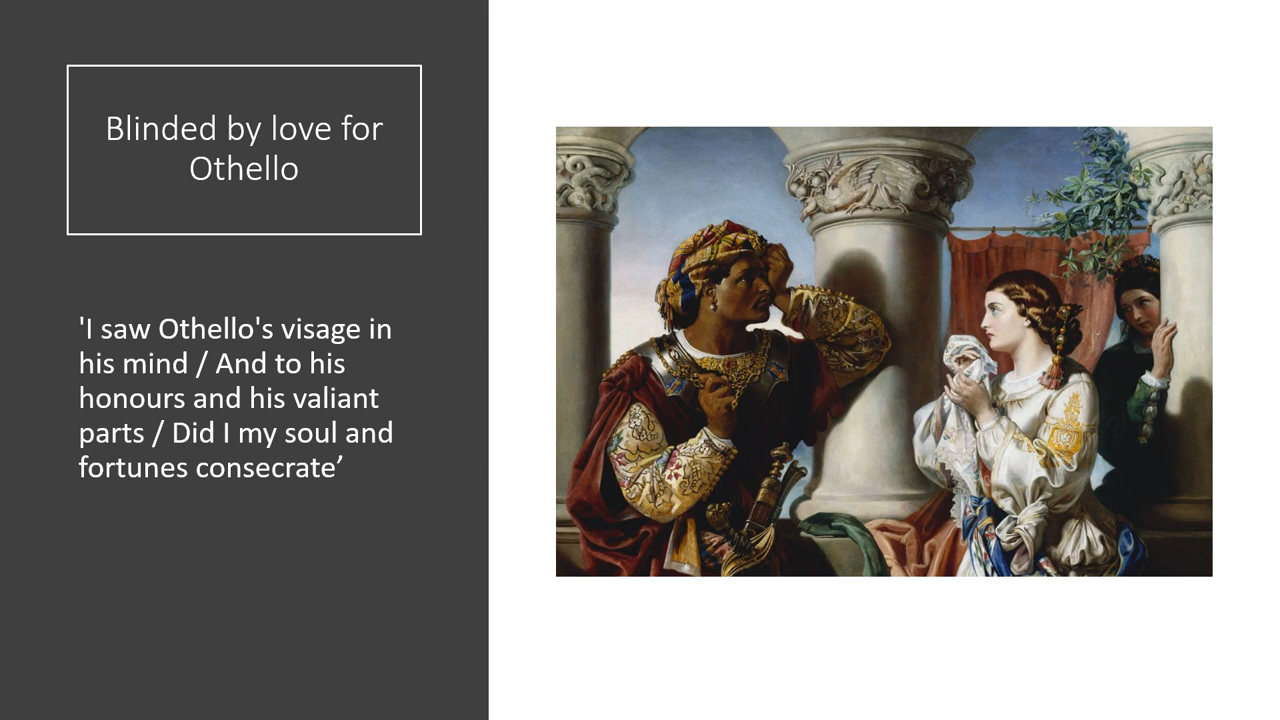 Blinded by love for
Othello
'I saw Othello's visage in
his mind / And to his
honours and his valiant
parts / Did I my soul and
fortunes consecrate’